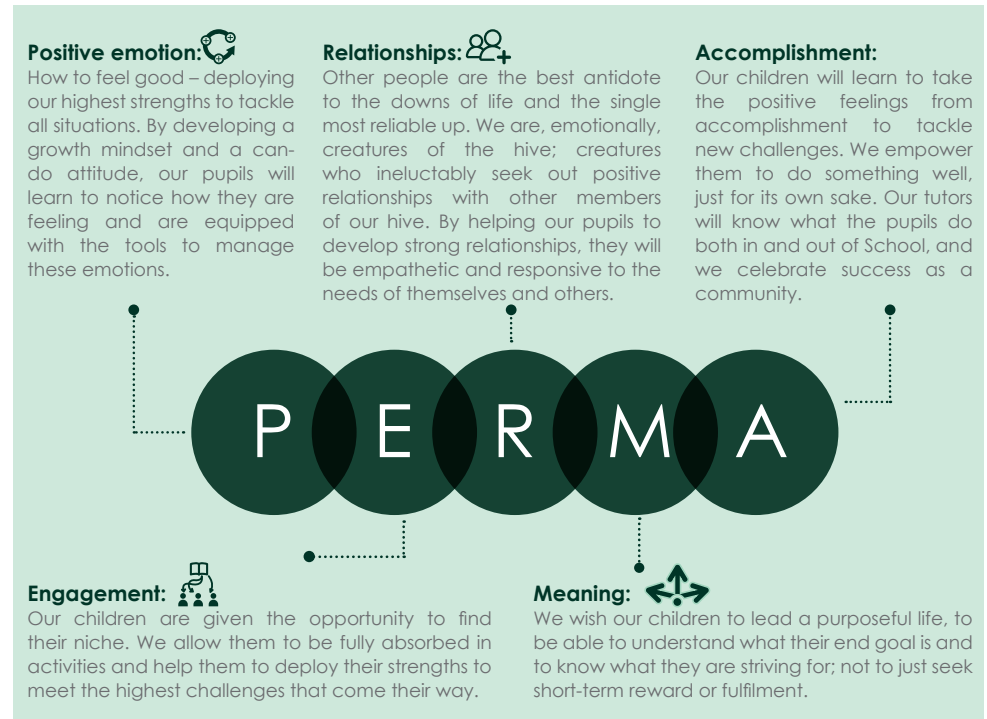 Positive emotion:
How to feel good – deploying
our highest strengths to tackle
all situations. By developing a
growth mindset and a can-
do attitude, our pupils will
learn to notice how they are
feeling and are equipped
with the tools to manage
these emotions.
Relationships:
Other people are the best antidote
to the downs of life and the single
most reliable up. We are, emotionally,
creatures of the hive; creatures
who ineluctably seek out positive
relationships with other members
of our hive. By helping our pupils to
develop strong relationships, they will
be empathetic and responsive to the
needs of themselves and others.
Accomplishment:
Our children will learn to take
the positive feelings from
accomplishment to tackle
new challenges. We empower
them to do something well,
just for its own sake. Our tutors
will know what the pupils do
both in and out of School, and
we celebrate success as a
community.
P E R M A
Engagement:
Our children are given the opportunity to find
their niche. We allow them to be fully absorbed in
activities and help them to deploy their strengths to
meet the highest challenges that come their way.
Meaning:
We wish our children to lead a purposeful life, to
be able to understand what their end goal is and
to know what they are striving for; not to just seek
short-term reward or fulfilment.